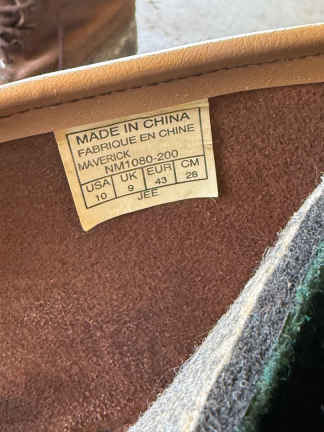 MADE IN CHINA
FABRIQUE EN CHINE
MAVERICK
NM1080-200
USA UK EUR CM
10 9 43 28
JEE